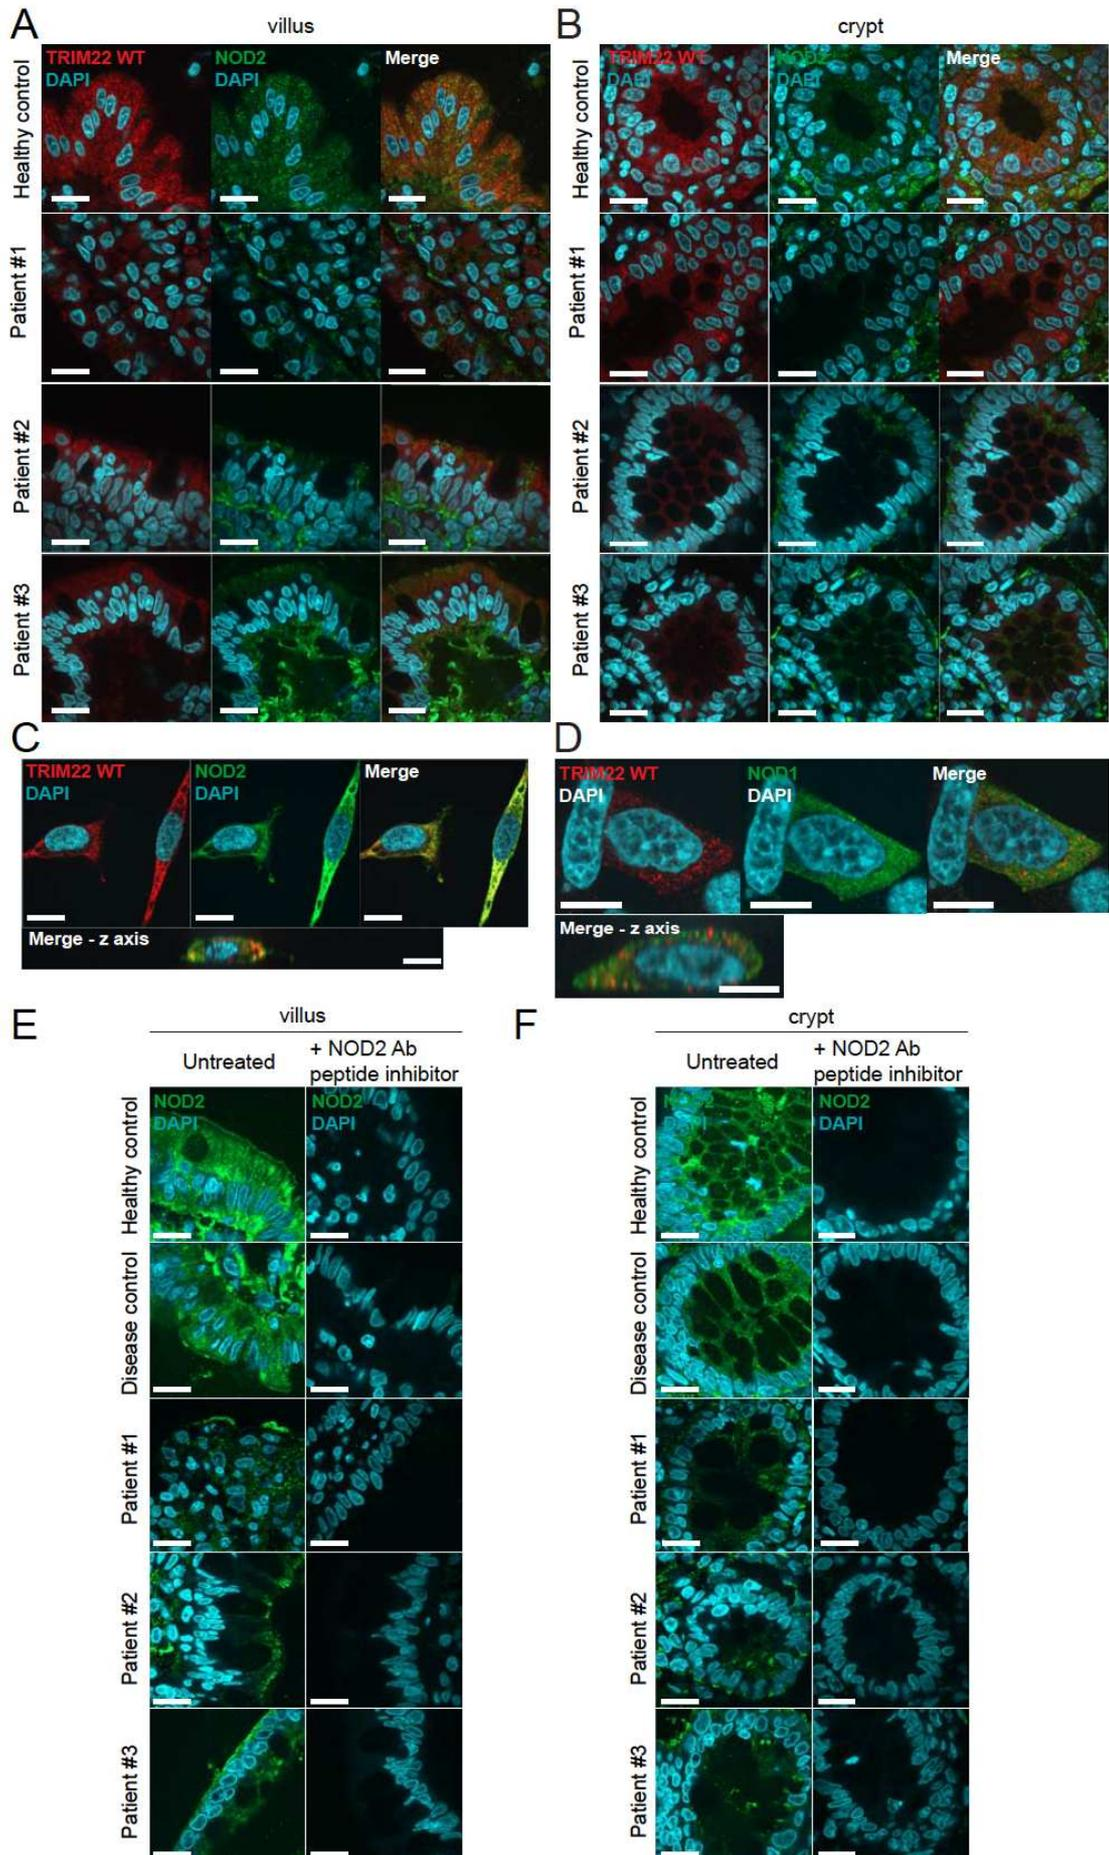 A
villus
TRIM22 WT
DAPI
NOD2
DAPI
Merge
Healthy control
Patient #1
Patient #2
Patient #3
B
crypt
TRIM22 WT
DAPI
NOD2
DAPI
Merge
Healthy control
Patient #1
Patient #2
Patient #3
C
TRIM22 WT
DAPI
NOD2
DAPI
Merge
Merge - z axis
D
TRIM22 WT
DAPI
NOD1
DAPI
Merge
Merge - z axis
E
villus
Untreated
+ NOD2 Ab
peptide inhibitor
NOD2
DAPI
NOD2
DAPI
Healthy control
Disease control
Patient #1
Patient #2
Patient #3
F
crypt
Untreated
+ NOD2 Ab
peptide inhibitor
NOD2
DAPI
NOD2
DAPI
Healthy control
Disease control
Patient #1
Patient #2
Patient #3